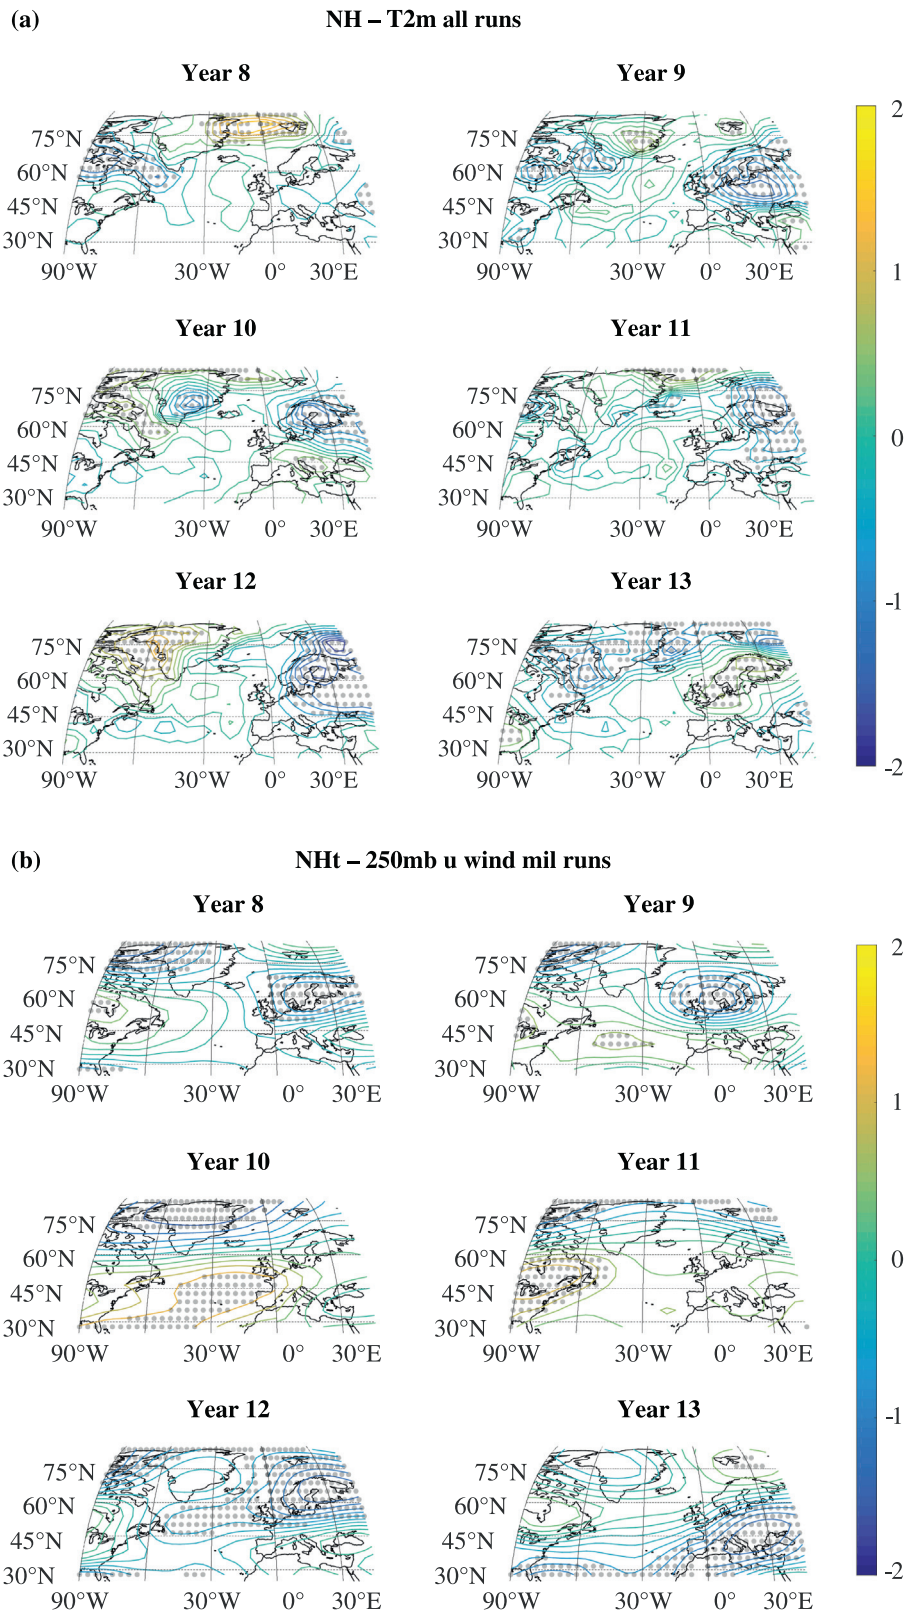 (a) NH – T2m all runs
Year 8 Year 9
75°N 75°N 2
60°N 60°N
45°N 45°N
30°N 30°N
90°W 30°W 0° 30°E 90°W 30°W 0° 30°E 1
Year 10 Year 11
75°N 75°N
60°N 60°N 0
45°N 45°N
30°N 30°N
90°W 30°W 0° 30°E 90°W 30°W 0° 30°E
Year 12 Year 13
-1
75°N 75°N
60°N 60°N
45°N 45°N
30°N 30°N
90°W 30°W 0° 30°E 90°W 30°W 0° 30°E -2
(b) NHt – 250mb u wind mil runs
Year 8 Year 9
2
75°N 75°N
60°N 60°N
45°N 45°N
30°N 30°N
90°W 30°W 0° 30°E 90°W 30°W 0° 30°E 1
Year 10 Year 11
75°N 75°N
60°N 60°N 0
45°N 45°N
30°N 30°N
90°W 30°W 0° 30°E 90°W 30°W 0° 30°E
Year 12 Year 13
-1
75°N 75°N
60°N 60°N
45°N 45°N
30°N 30°N -2
90°W 30°W 0° 30°E 90°W 30°W 0° 30°E